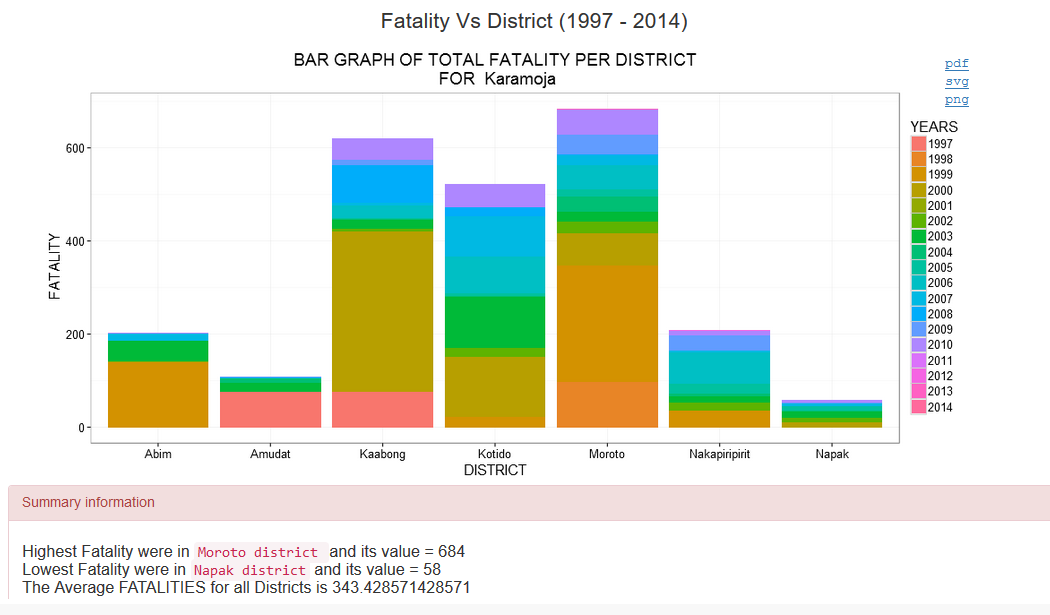 Fatality Vs District (1997 - 2014)
BAR GRAPH OF TOTAL FATALITY PER DISTRICT
FOR  Karamoja
pdf
svg
png
YEARS
1997
1998
1999
2000
2001
2002
2003
2004
2005
2006
2007
2008
2009
2010
2011
2012
2013
2014
FATALITY
600
400
200
0
Abim Amudat Kaabong Kotido Moroto Nakapiripirit Napak
DISTRICT
Summary information
Highest Fatality were in Moroto district and its value = 684
Lowest Fatality were in Napak district and its value = 58
The Average FATALITIES for all Districts is 343.428571428571